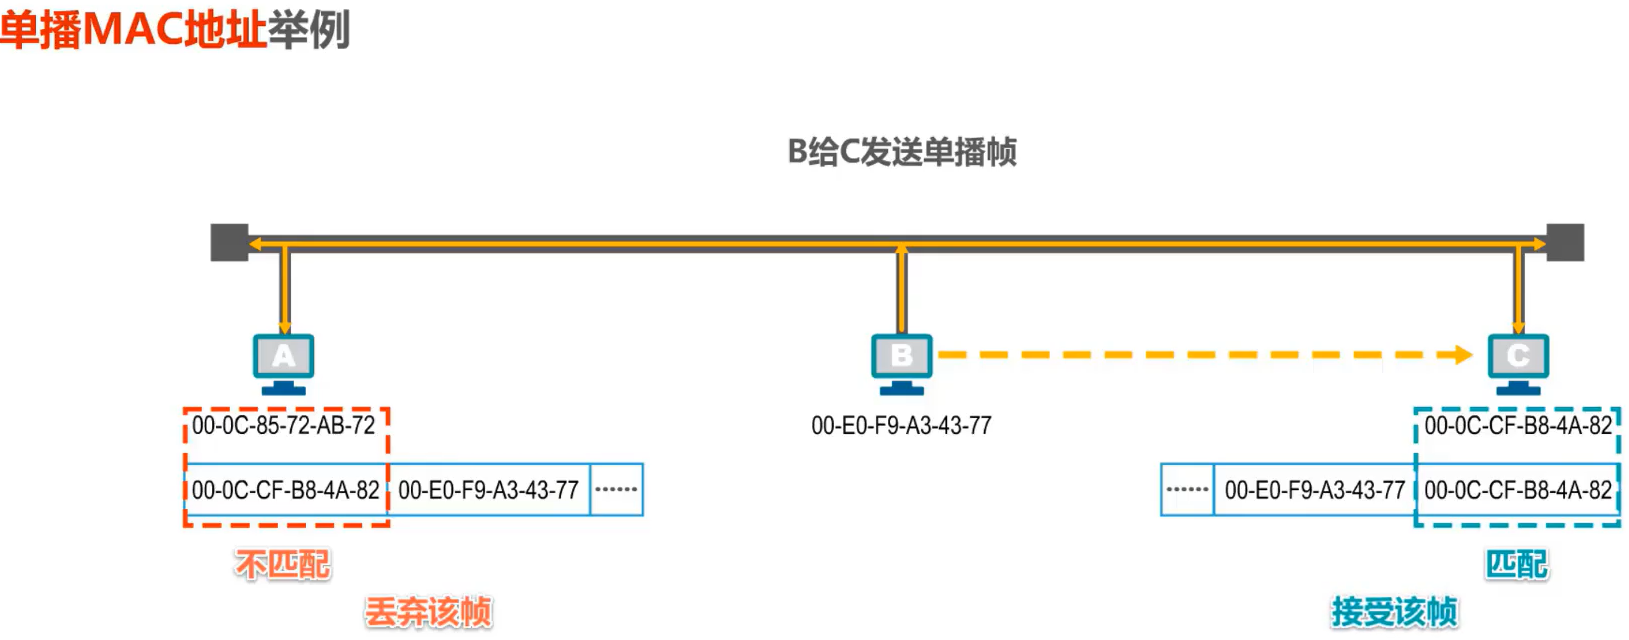 单播MAC地址举例
B给C发送单播帧
A
B
C
00-0C-85-72-AB-72
00-E0-F9-A3-43-77
00-0C-CF-B8-4A-82
00-0C-CF-B8-4A-82 00-E0-F9-A3-43-77 ······
······ 00-E0-F9-A3-43-77 00-0C-CF-B8-4A-82
不匹配
匹配
丢弃该帧
接受该帧